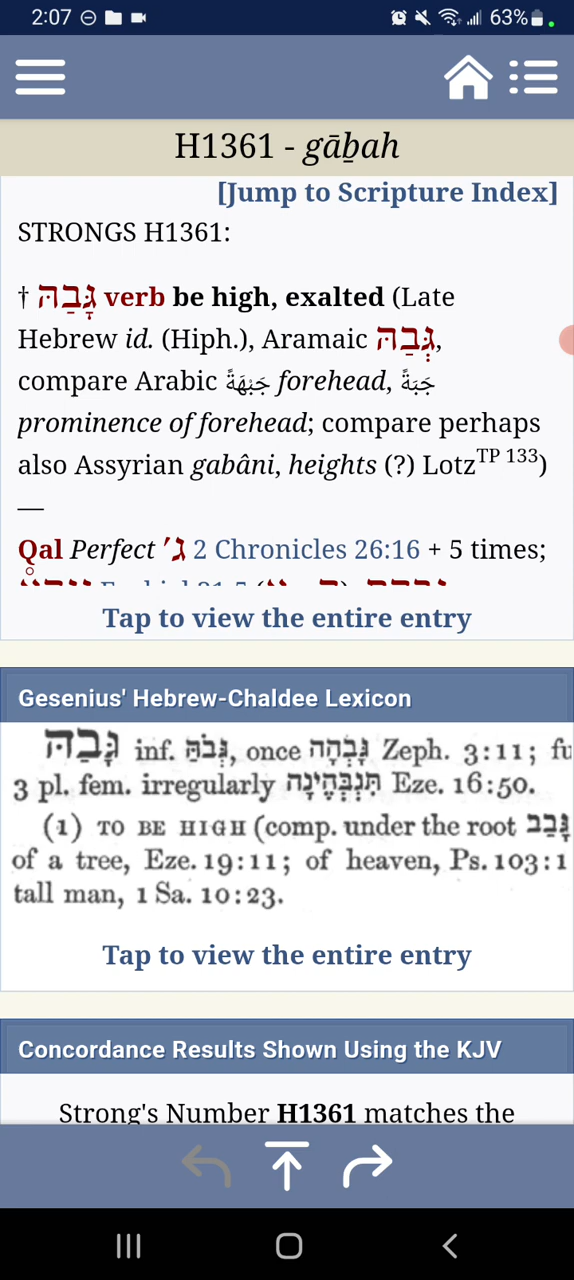 2:07 63%
H1361 - gāḇah
[Jump to Scripture Index]
STRONGS H1361:
† גָּבַהּ verb be high, exalted (Late
Hebrew id. (Hiph.), Aramaic גְּבַהּ,
compare Arabic جَبْهَةً forehead, جَبَةً
prominence of forehead; compare perhaps
also Assyrian gabâni, heights (?) Lotz TP 133)
—
Qal Perfect ג׳ 2 Chronicles 26:16 + 5 times;
Tap to view the entire entry
Gesenius' Hebrew-Chaldee Lexicon
גָּבַהּ inf. גְּבֹהַּ, once גָּבְהָה Zeph. 3:11; fu
3 pl. fem. irregularly תִּגְבְּהֶינָה Eze. 16:50.
(1) TO BE HIGH (comp. under the root גָּבַב
of a tree, Eze. 19:11; of heaven, Ps. 103:1
tall man, 1 Sa. 10:23.
Tap to view the entire entry
Concordance Results Shown Using the KJV
Strong's Number H1361 matches the